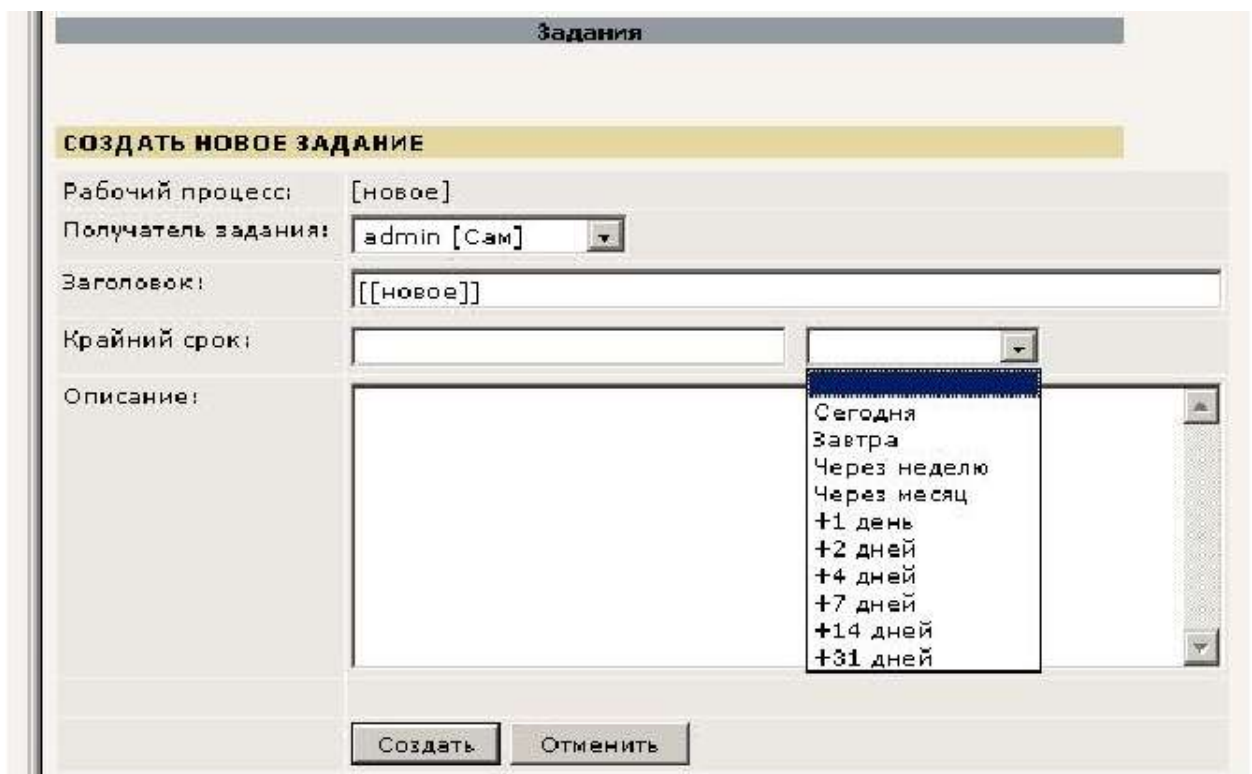 Задания
СОЗДАТЬ НОВОЕ ЗАДАНИЕ
Рабочий процесс: [новое]
Получатель задания: admin [Сам]
Заголовок: [[новое]]
Крайний срок:
Описание:
Сегодня
Завтра
Через неделю
Через месяц
+1 день
+2 дней
+4 дней
+7 дней
+14 дней
+31 дней
Создать Отменить